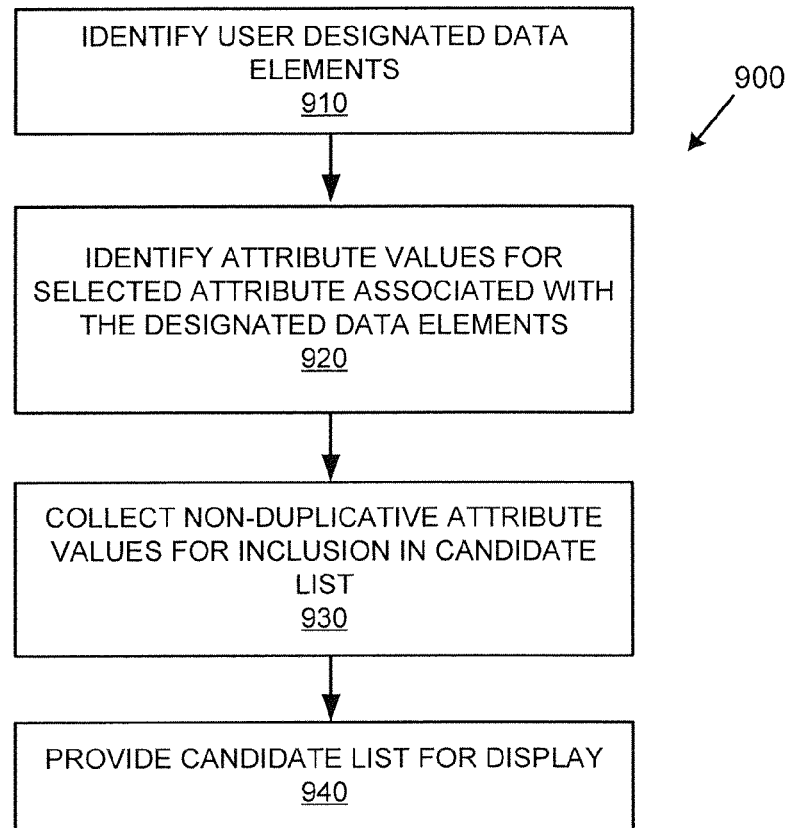 IDENTIFY USER DESIGNATED DATA
ELEMENTS
910
900
IDENTIFY ATTRIBUTE VALUES FOR
SELECTED ATTRIBUTE ASSOCIATED WITH
THE DESIGNATED DATA ELEMENTS
920
COLLECT NON-DUPLICATIVE ATTRIBUTE
VALUES FOR INCLUSION IN CANDIDATE
LIST
930
PROVIDE CANDIDATE LIST FOR DISPLAY
940